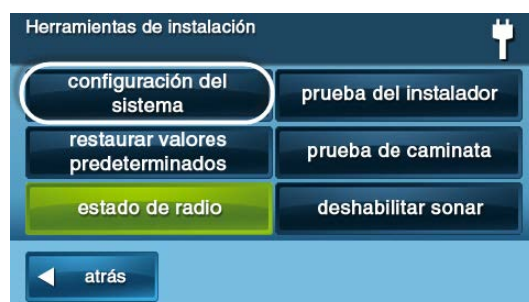 Herramientas de instalación
configuración del
sistema
prueba del instalador
restaurar valores
predeterminados
prueba de caminata
estado de radio
deshabilitar sonar
atrás